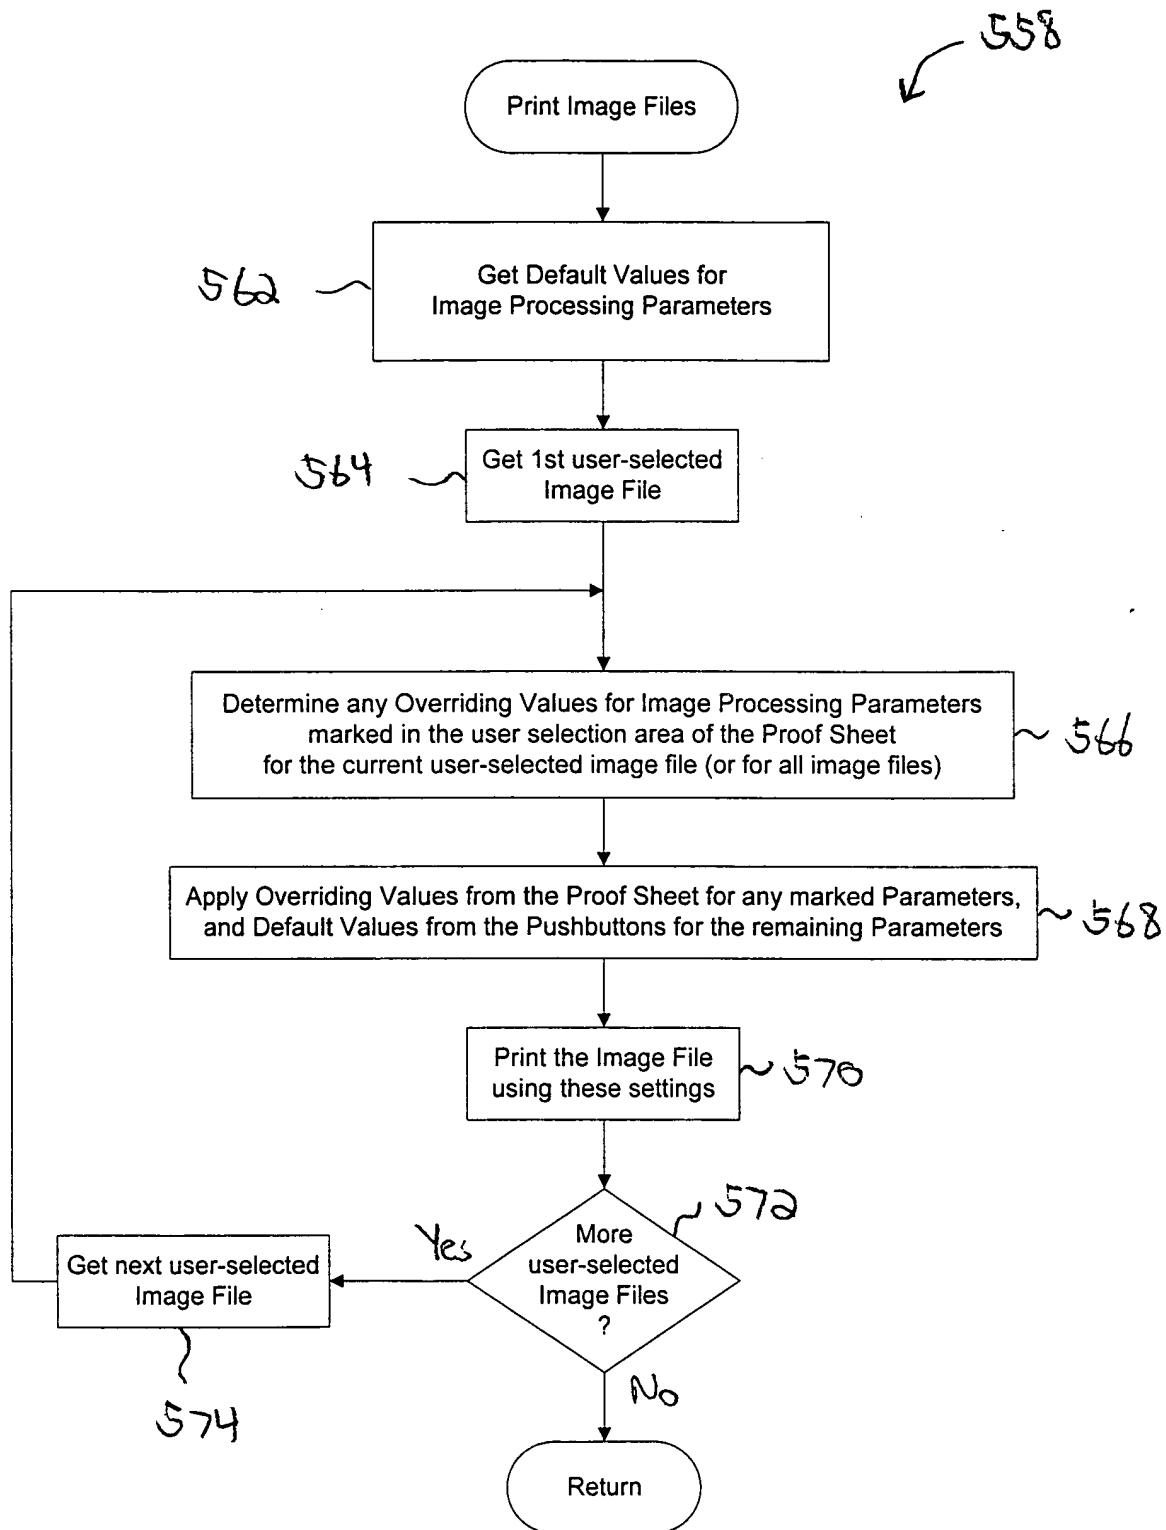 558
Print Image Files
562
Get Default Values for
Image Processing Parameters
564
Get 1st user-selected
Image File
Determine any Overriding Values for Image Processing Parameters
marked in the user selection area of the Proof Sheet
for the current user-selected image file (or for all image files)
566
Apply Overriding Values from the Proof Sheet for any marked Parameters,
and Default Values from the Pushbuttons for the remaining Parameters
568
Print the Image File
using these settings
570
572
More
user-selected
Image Files
?
Yes
Get next user-selected
Image File
574
No
Return